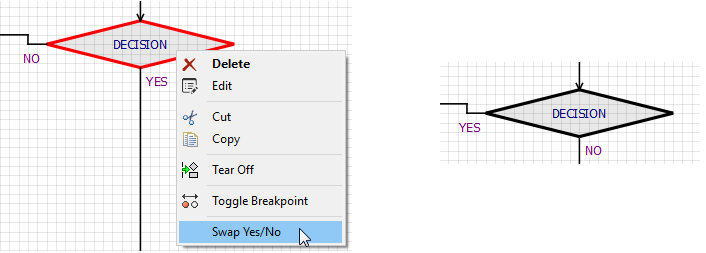 DECISION
NO
YES
Delete
Edit
Cut
Copy
Tear Off
Toggle Breakpoint
Swap Yes/No
DECISION
YES
NO